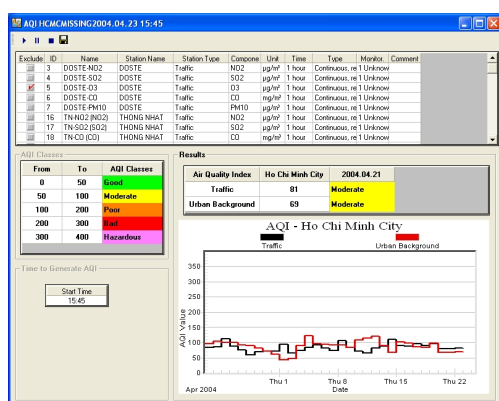 AQI HCMCMISSING2004.04.23 15:45
Exclude ID Name Station Name Station Type Compone Unit Time Type Monitor. Comment
3 DOSTE-NO2 DOSTE Traffic NO2 µg/m³ 1 hour Continuous, re 1 Unknow
4 DOSTE-SO2 DOSTE Traffic SO2 µg/m³ 1 hour Continuous, re 1 Unknow
5 DOSTE-O3 DOSTE Traffic O3 µg/m³ 1 hour Continuous, re 1 Unknow
6 DOSTE-CO DOSTE Traffic CO mg/m³ 1 hour Continuous, re 1 Unknow
7 DOSTE-PM10 DOSTE Traffic PM10 µg/m³ 1 hour Continuous, re 1 Unknow
16 TN-NO2 (NO2) THONG NHAT Traffic NO2 µg/m³ 1 hour Continuous, re 1 Unknow
17 TN-SO2 (SO2) THONG NHAT Traffic SO2 µg/m³ 1 hour Continuous, re 1 Unknow
18 TN-CO (CO) THONG NHAT Traffic CO mg/m³ 1 hour Continuous, re 1 Unknow
AQI Classes
From To AQI Classes
0 50 Good
50 100 Moderate
100 200 Poor
200 300 Bad
300 400 Hazardous
Time to Generate AQI
Start Time
15:45
Results
Air Quality Index Ho Chi Minh City 2004.04.21
Traffic 81 Moderate
Urban Background 69 Moderate
AQI - Ho Chi Minh City
Traffic Urban Background
AQI Value
350
300
250
200
150
100
50
0
Thu 1 Thu 8 Thu 15 Thu 22
Apr 2004 Date